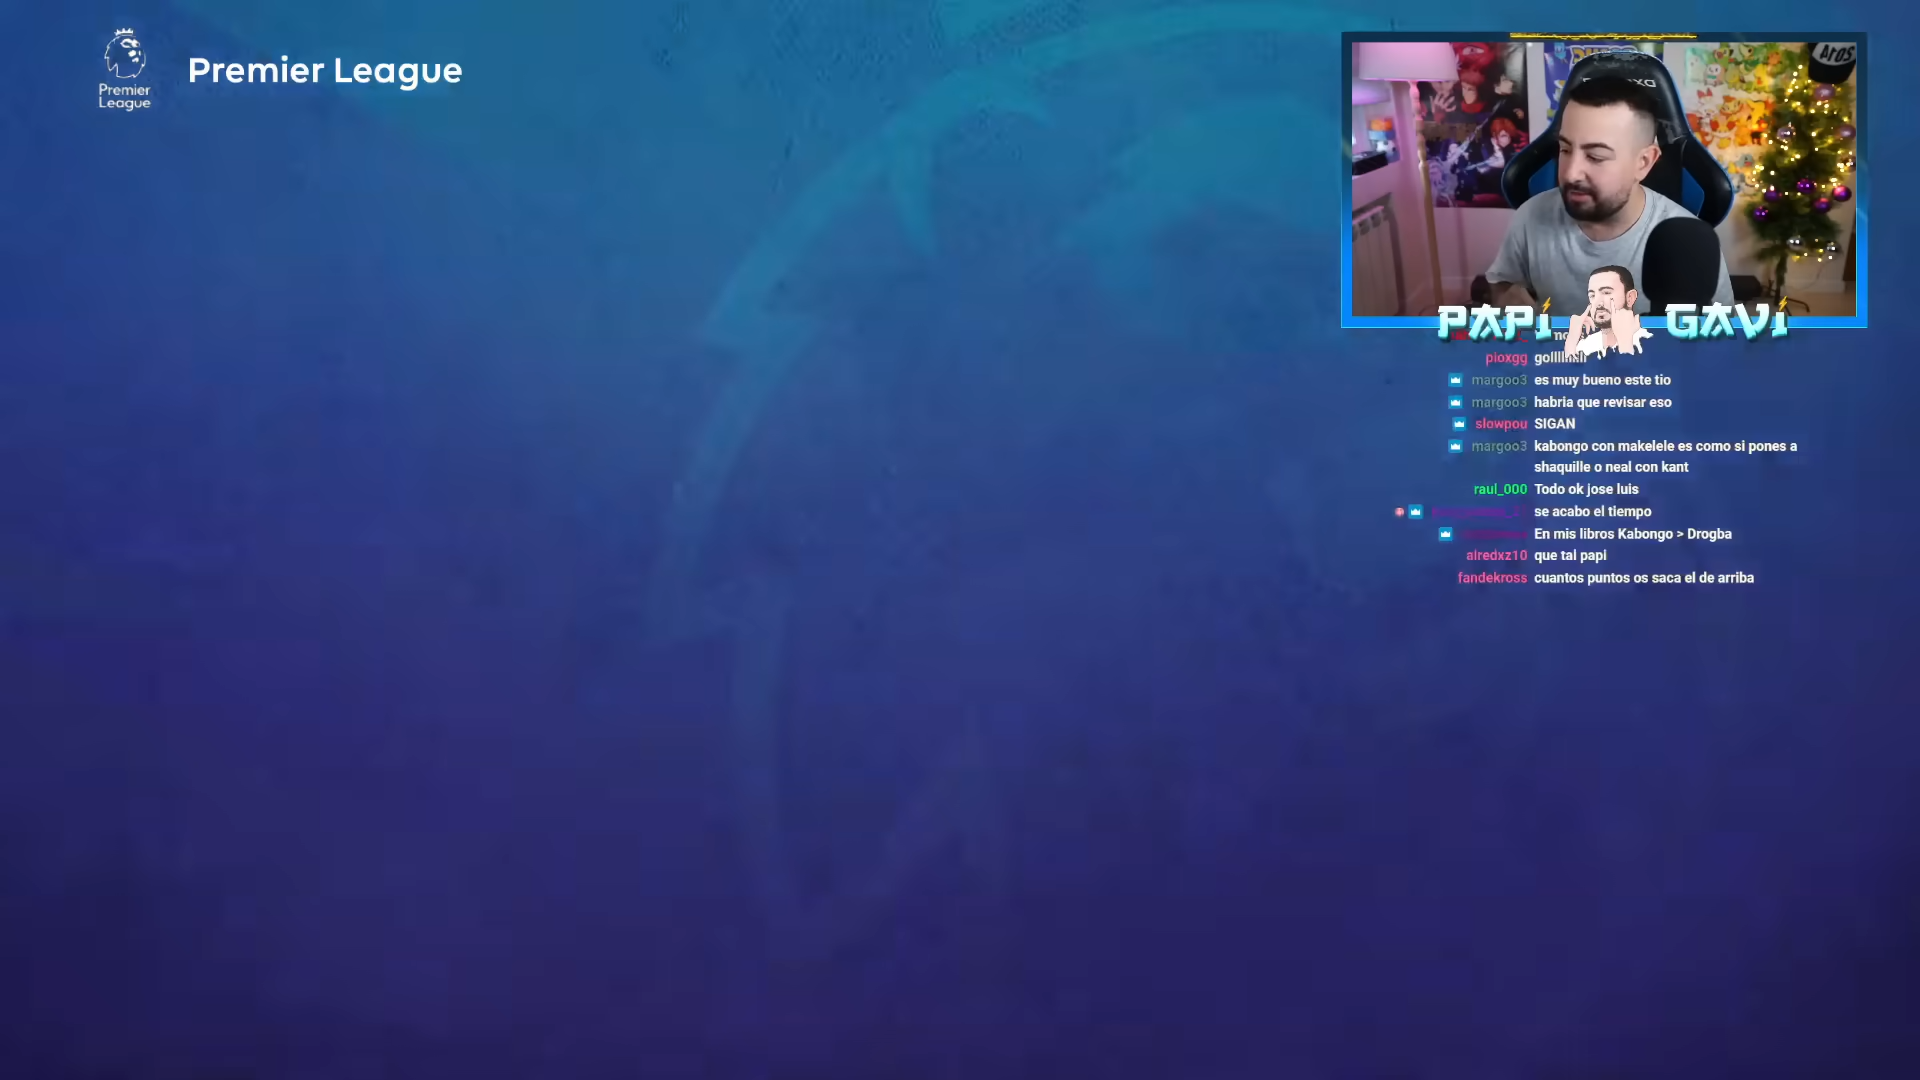 Premier
League
Premier League
Aros
PAPi GAVi
pioxgg
margoo3 es muy bueno este tio
margoo3 habria que revisar eso
slowpou SIGAN
margoo3 kabongo con makelele es como si pones a
shaquille o neal con kant
raul_000 Todo ok jose luis
se acabo el tiempo
En mis libros Kabongo > Drogba
alredxz10 que tal papi
fandekross cuantos puntos os saca el de arriba